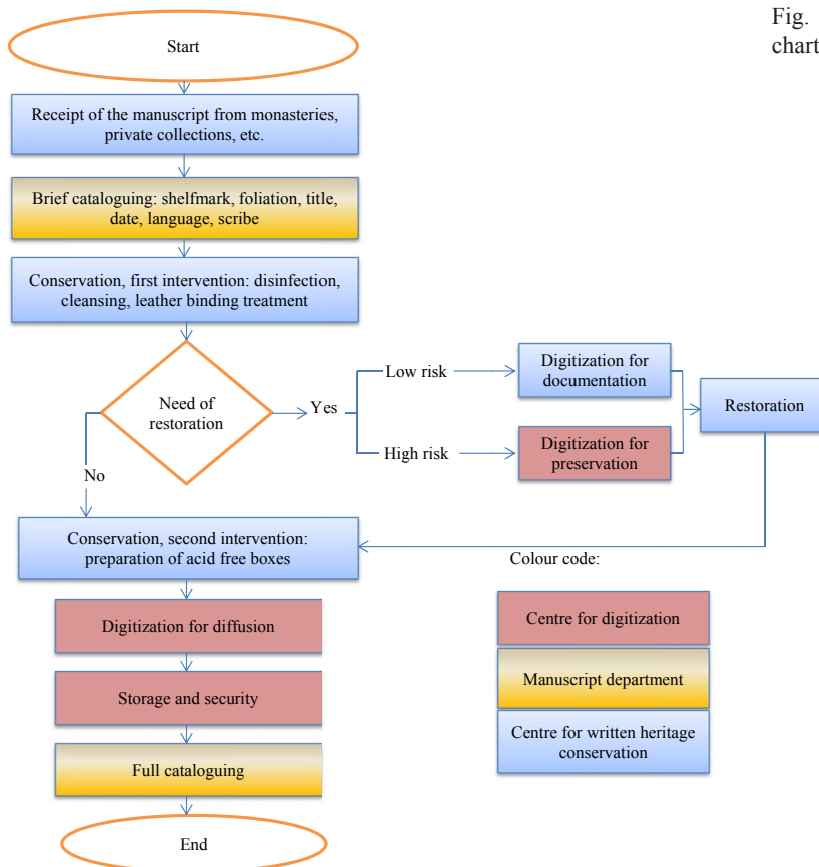 Fig.
chart
Start
Receipt of the manuscript from monasteries,
private collections, etc.
Brief cataloguing: shelfmark, foliation, title,
date, language, scribe
Conservation, first intervention: disinfection,
cleansing, leather binding treatment
Need of
restoration
Yes
Low risk
Digitization for
documentation
High risk
Digitization for
preservation
Restoration
No
Conservation, second intervention:
preparation of acid free boxes
Digitization for diffusion
Storage and security
Full cataloguing
End
Colour code:
Centre for digitization
Manuscript department
Centre for written heritage
conservation